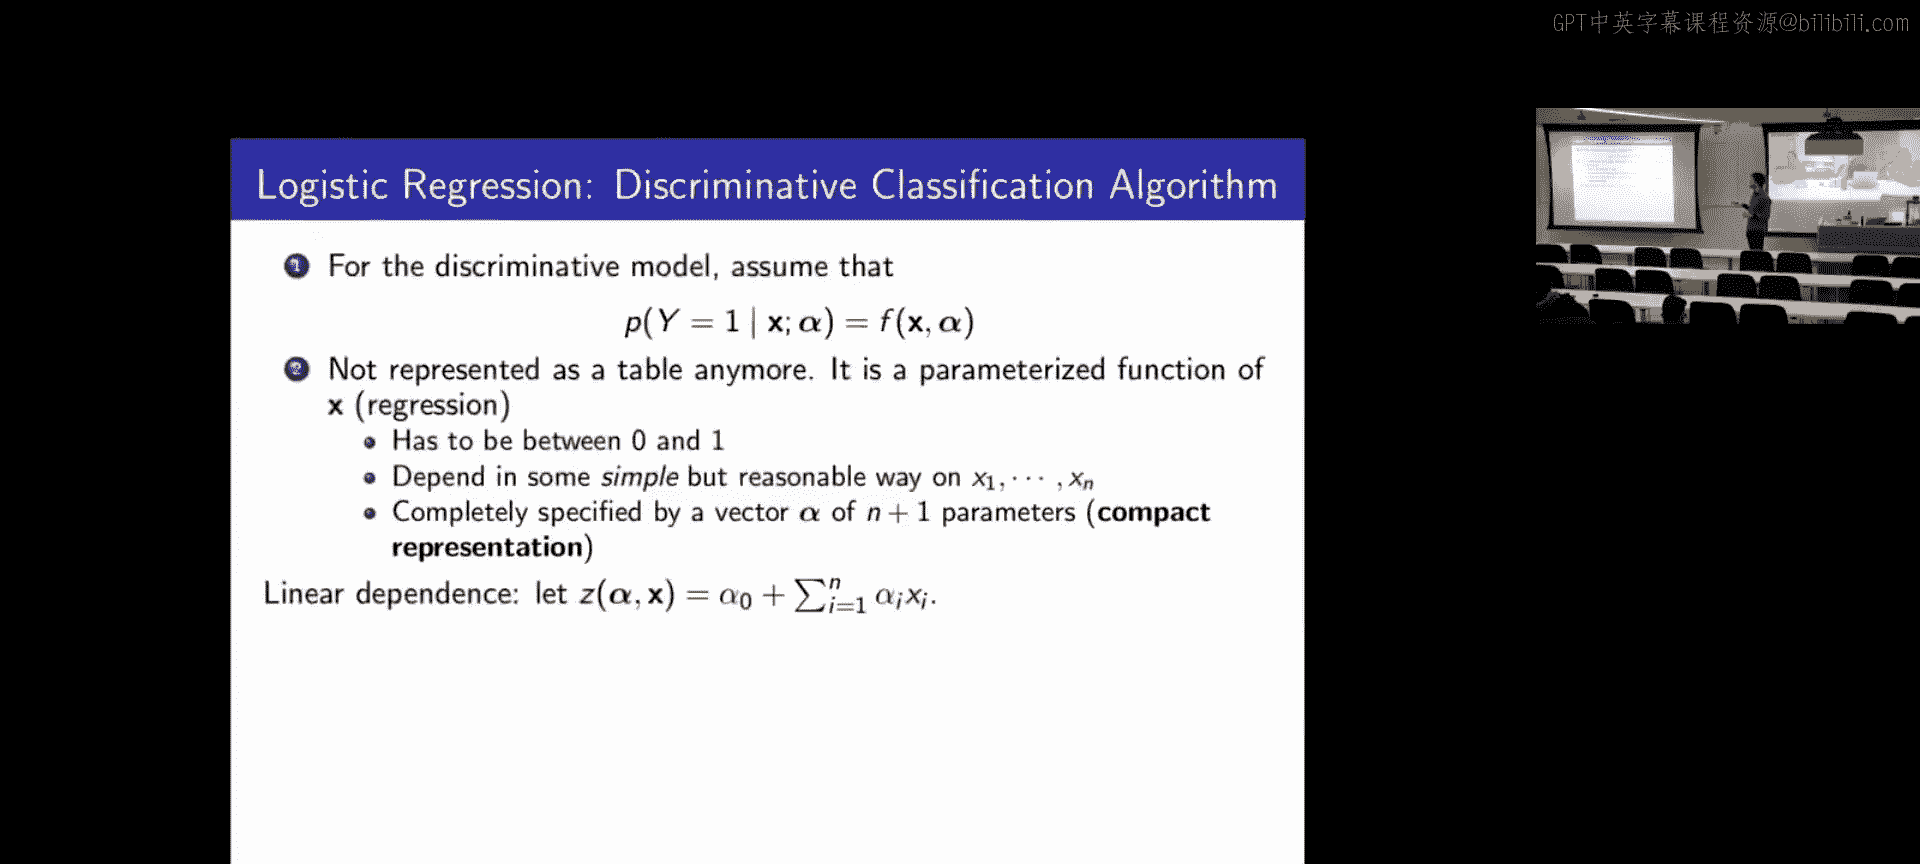 GPT中英字幕课程资源@bilibili.com
Logistic Regression: Discriminative Classification Algorithm
1 For the discriminative model, assume that
p(Y = 1 | x; α) = f(x, α)
2 Not represented as a table anymore. It is a parameterized function of
x (regression)
• Has to be between 0 and 1
• Depend in some simple but reasonable way on x₁, ⋯ , xₙ
• Completely specified by a vector α of n + 1 parameters (compact
representation)
Linear dependence: let z(α, x) = α₀ + ∑ⁿᵢ₌₁ αᵢxᵢ.